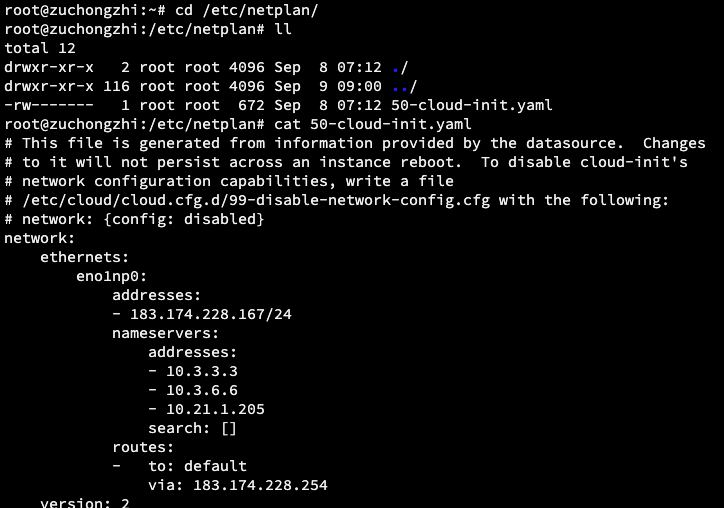 root@zuchongzhi:~# cd /etc/netplan/
root@zuchongzhi:/etc/netplan# ll
total 12
drwxr-xr-x   2 root root 4096 Sep  8 07:12 ./
drwxr-xr-x 116 root root 4096 Sep  9 09:00 ../
-rw-------   1 root root  672 Sep  8 07:12 50-cloud-init.yaml
root@zuchongzhi:/etc/netplan# cat 50-cloud-init.yaml
# This file is generated from information provided by the datasource.  Changes
# to it will not persist across an instance reboot.  To disable cloud-init's
# network configuration capabilities, write a file
# /etc/cloud/cloud.cfg.d/99-disable-network-config.cfg with the following:
# network: {config: disabled}
network:
    ethernets:
        eno1np0:
            addresses:
            - 183.174.228.167/24
            nameservers:
                addresses:
                - 10.3.3.3
                - 10.3.6.6
                - 10.21.1.205
                search: []
            routes:
            -   to: default
                via: 183.174.228.254
    version: 2